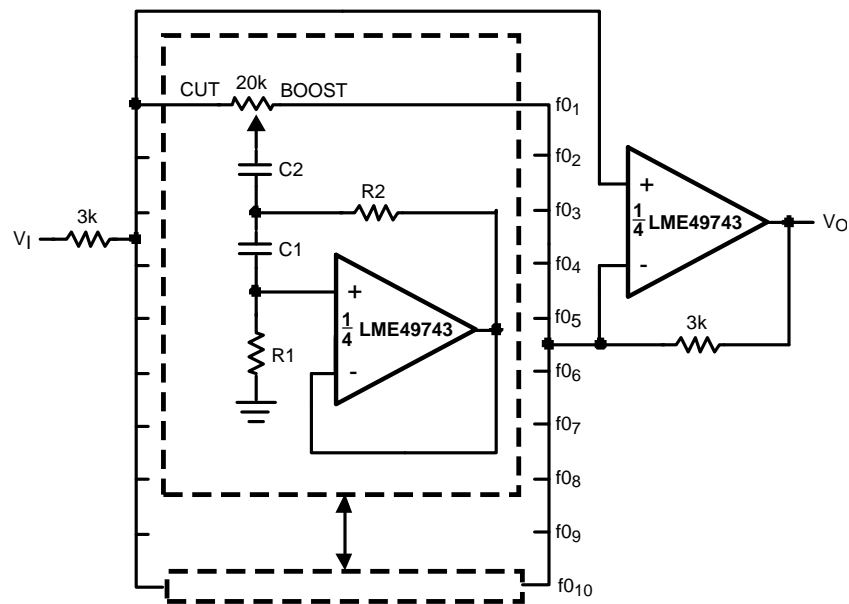 CUT
20k
BOOST
f0₁
C2
f0₂
R2
f0₃
+
¼ LME49743
-
V_O
3k
V_I
C1
f0₄
+
¼ LME49743
-
R1
f0₅
3k
f0₆
f0₇
f0₈
f0₉
f0₁₀